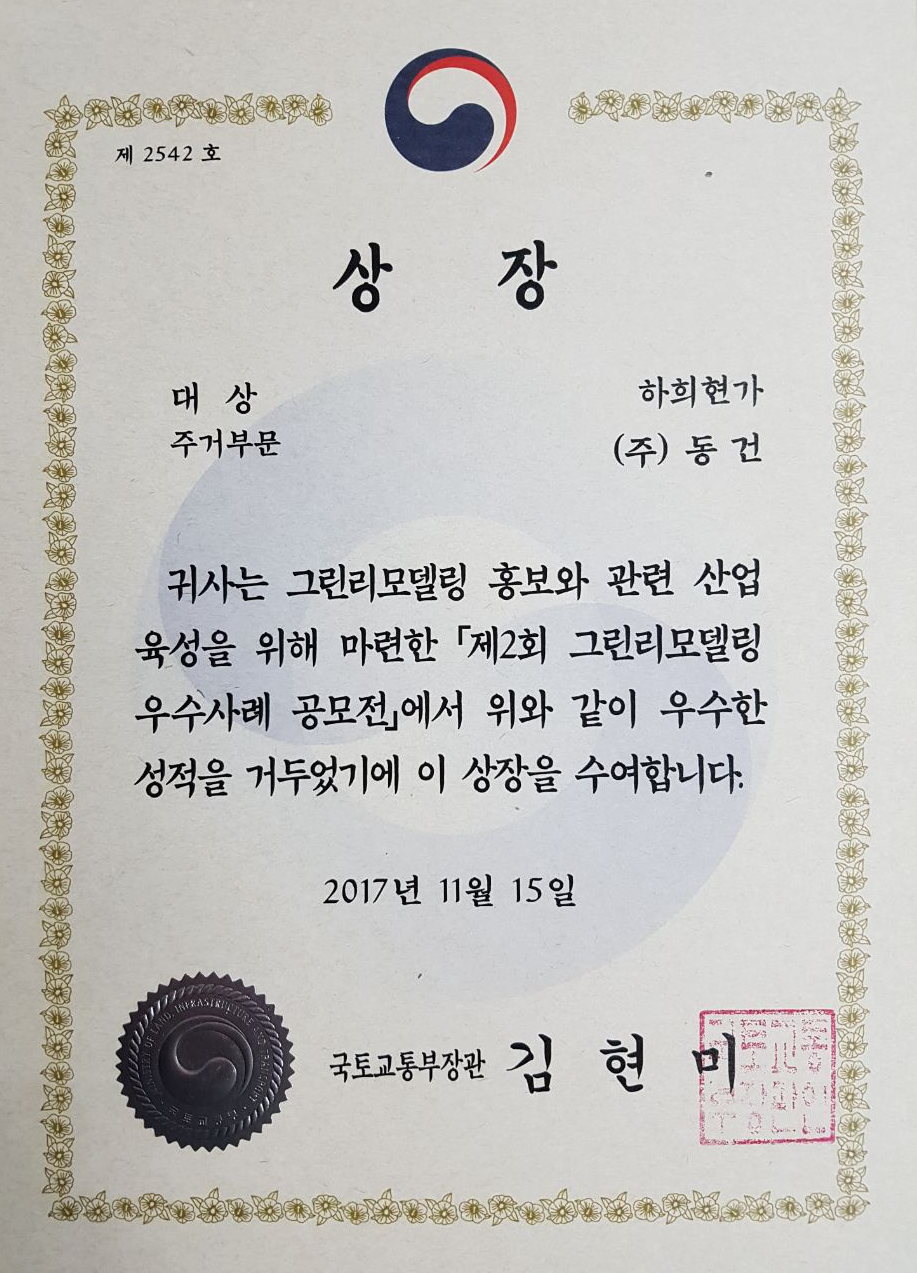 제 2542 호
상 장
대 상
하희현가
주거부문
(주) 동 건
귀사는 그린리모델링 홍보와 관련 산업
육성을 위해 마련한 「제2회 그린리모델링
우수사례 공모전」에서 위와 같이 우수한
성적을 거두었기에 이 상장을 수여합니다.
2017년 11월 15일
국토교통부장관 김 현 미